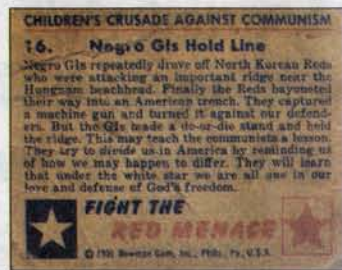 CHILDREN'S CRUSADE AGAINST COMMUNISM
16. Negro GIs Hold Line
Negro GIs repeatedly drove off North Korean Reds
who were attacking an important ridge near the
Hungnam beachhead. Finally the Reds bayoneted
their way into an American trench. They captured
a machine gun and turned it against our defend-
ers. But the GIs made a do-or-die stand and held
the ridge. This may teach the communists a lesson.
They try to divide us in America by reminding us
of how we may happen to differ. They will learn
that under the white star we are all one in our
love and defense of God's freedom.
FIGHT THE
RED MENACE
© 1951 Bowman Gum, Inc., Phila., Pa., U.S.A.